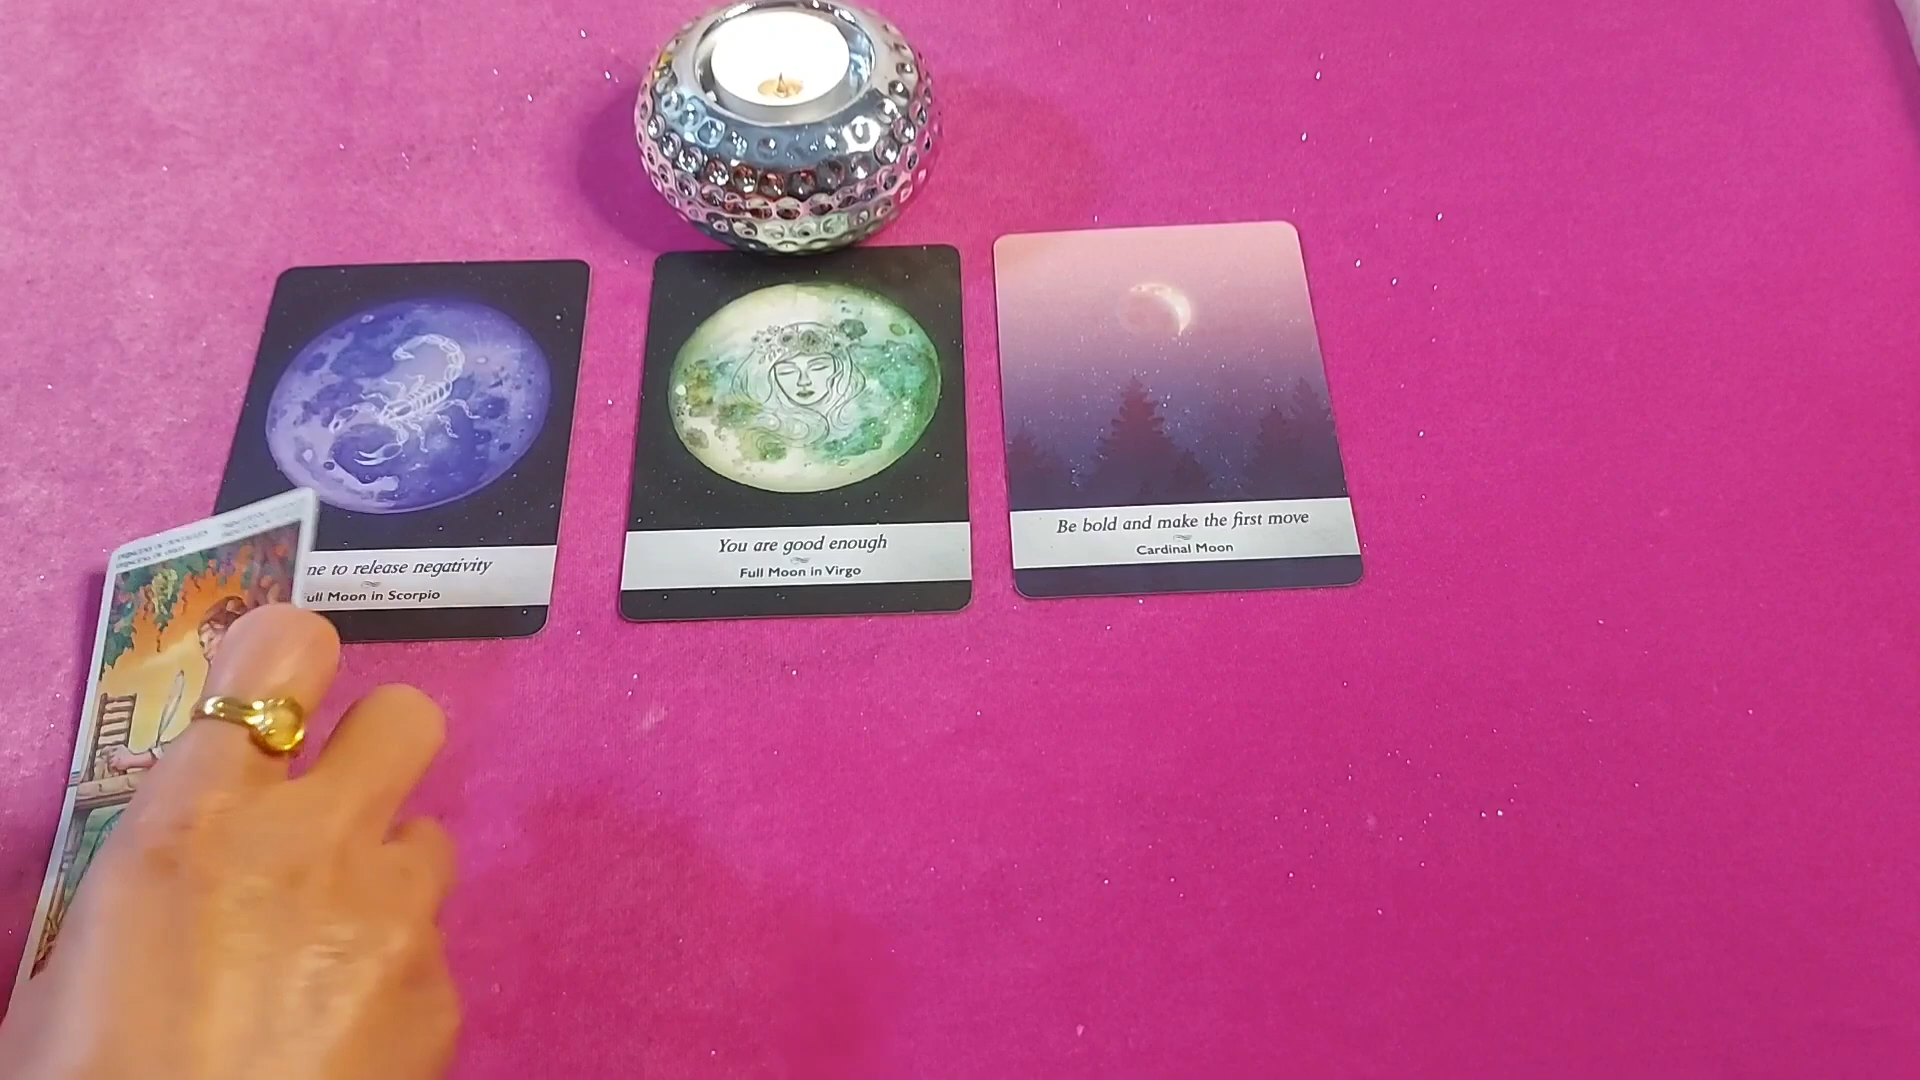 ne to release negativity
ull Moon in Scorpio
You are good enough
Full Moon in Virgo
Be bold and make the first move
Cardinal Moon